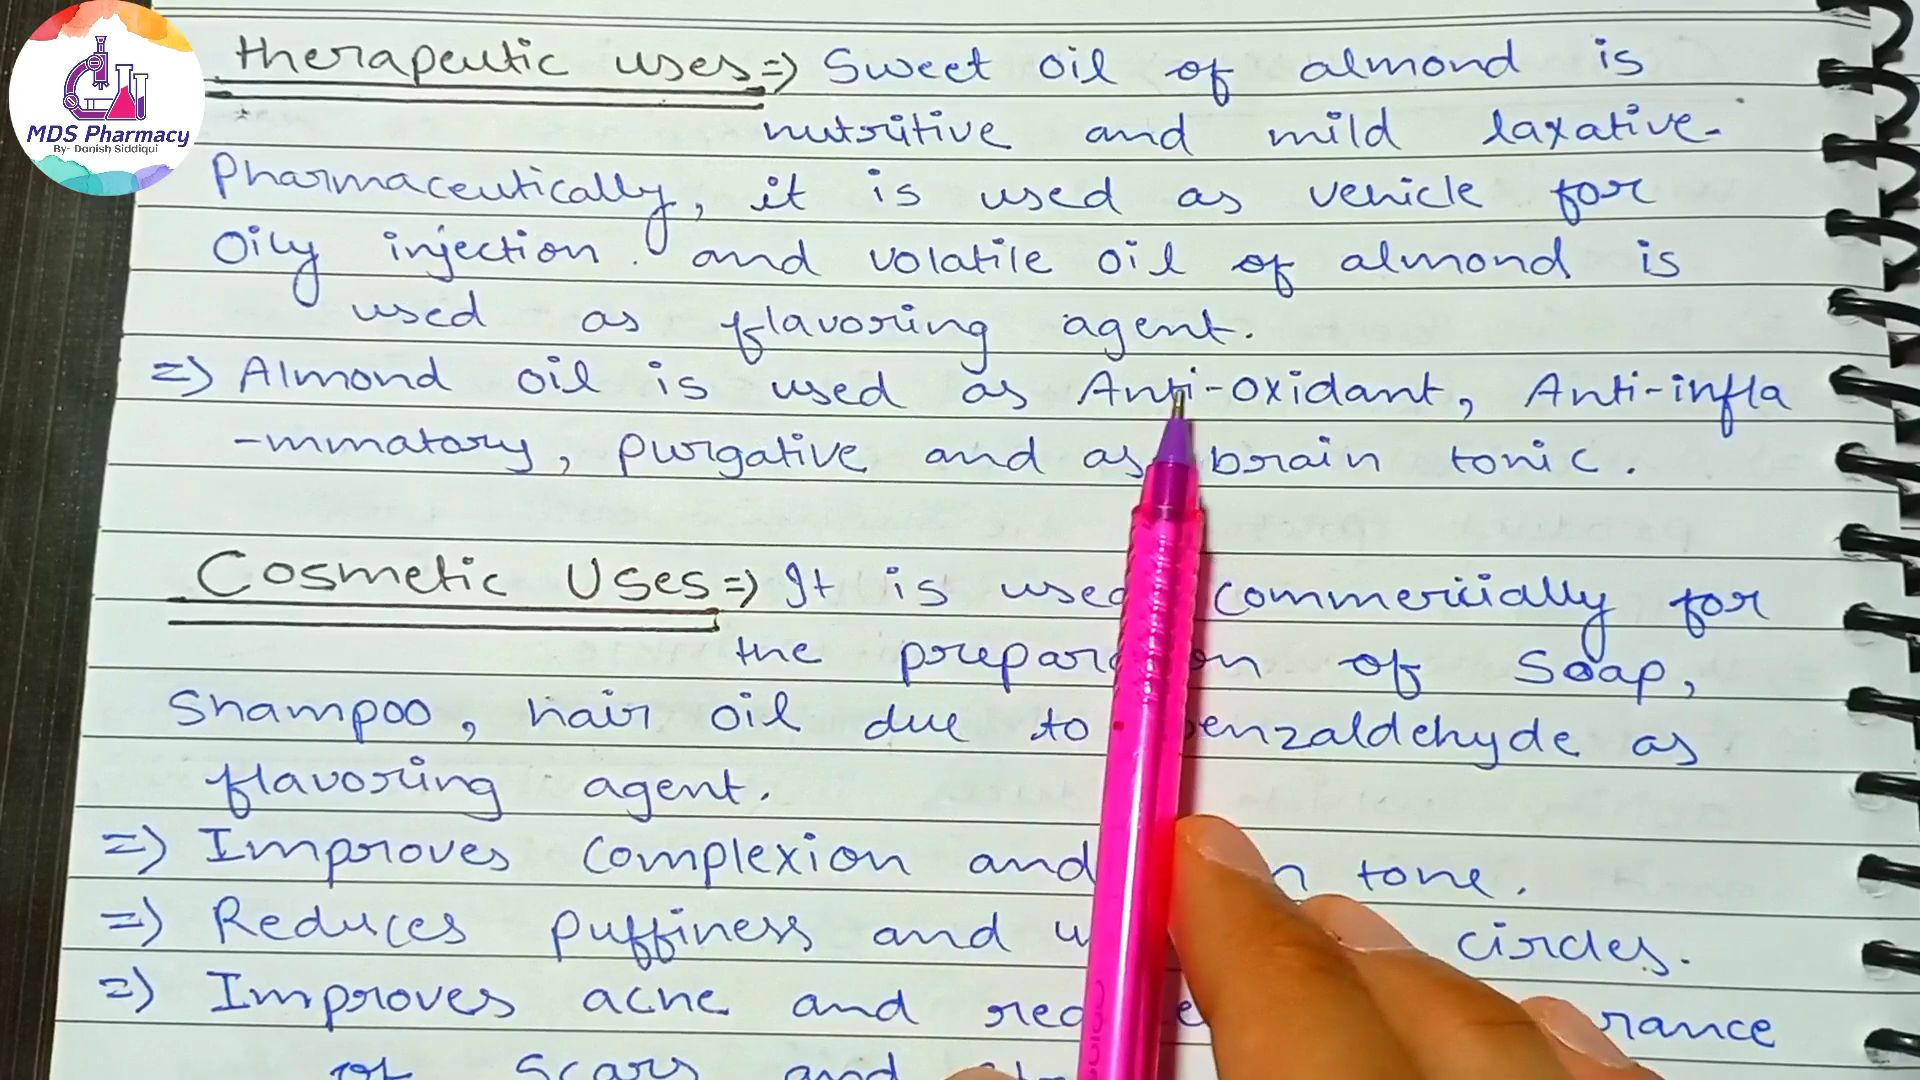 MDS Pharmacy
By- Danish Siddiqui
therapeutic uses => Sweet oil of almond is
nutritive and mild laxative.
Pharmaceutically, it is used as vehicle for
Oily injection. and volatile oil of almond is
used as flavoring agent.
=> Almond oil is used as Anti-oxidant, Anti-infla
-mmatory, purgative and as brain tonic.
Cosmetic Uses => It is used commercially for
the of Soap,
Shampoo, hair oil due to benzaldehyde as
flavoring agent.
=> Improves complexion and tone.
=> Reduces puffiness and circles.
=> Improves acne and
of scars and